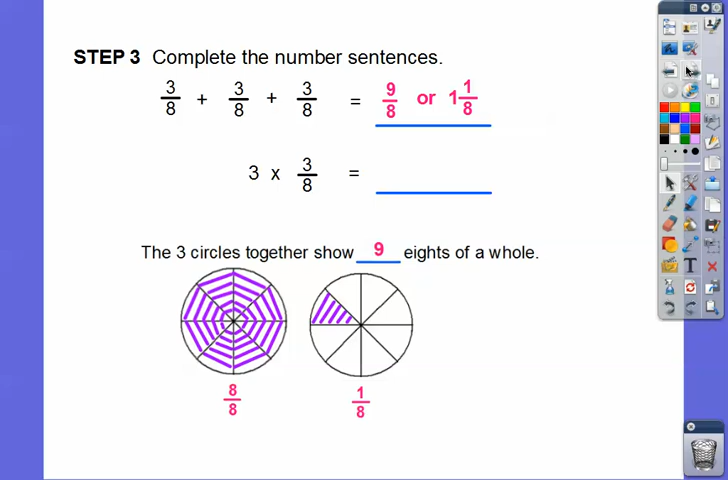 STEP 3 Complete the number sentences.
3/8 + 3/8 + 3/8 = 9/8 or 1 1/8
3 x 3/8 =
The 3 circles together show 9 eights of a whole.
8/8 1/8
T